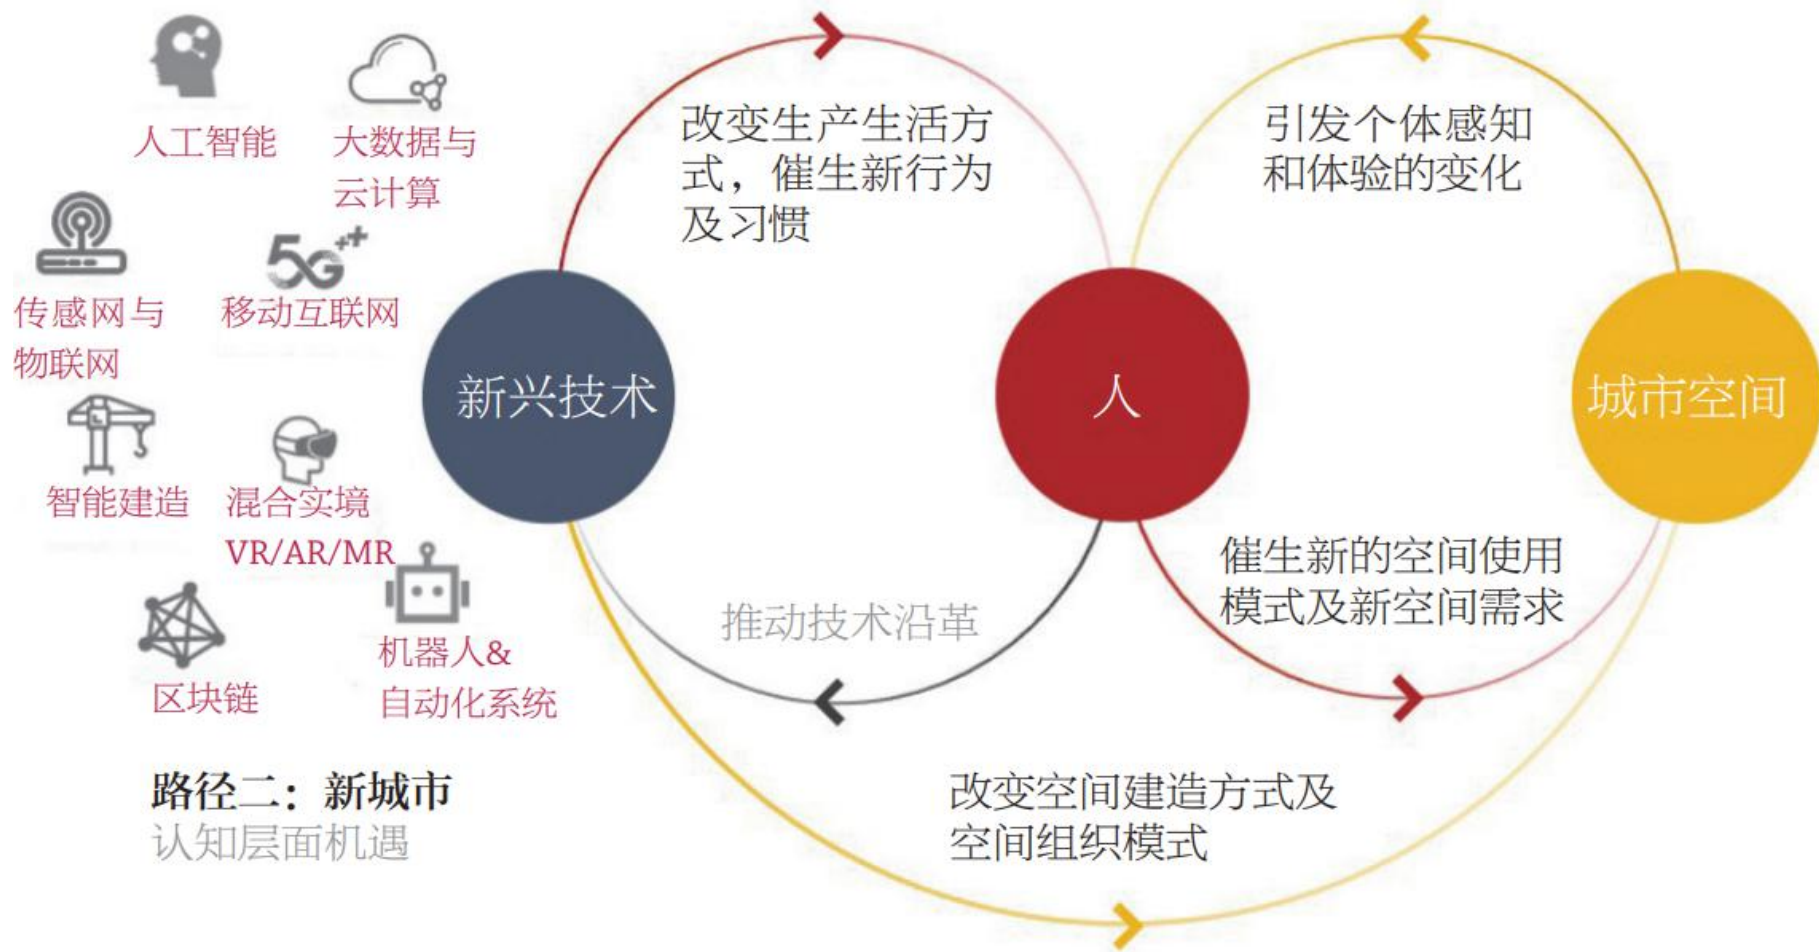 人工智能
大数据与
云计算
传感网与
物联网
5G++
移动互联网
智能建造
混合实境
VR/AR/MR
区块链
机器人&
自动化系统
路径二：新城市
认知层面机遇
新兴技术
改变生产生活方
式，催生新行为
及习惯
推动技术沿革
人
引发个体感知
和体验的变化
催生新的空间使用
模式及新空间需求
城市空间
改变空间建造方式及
空间组织模式